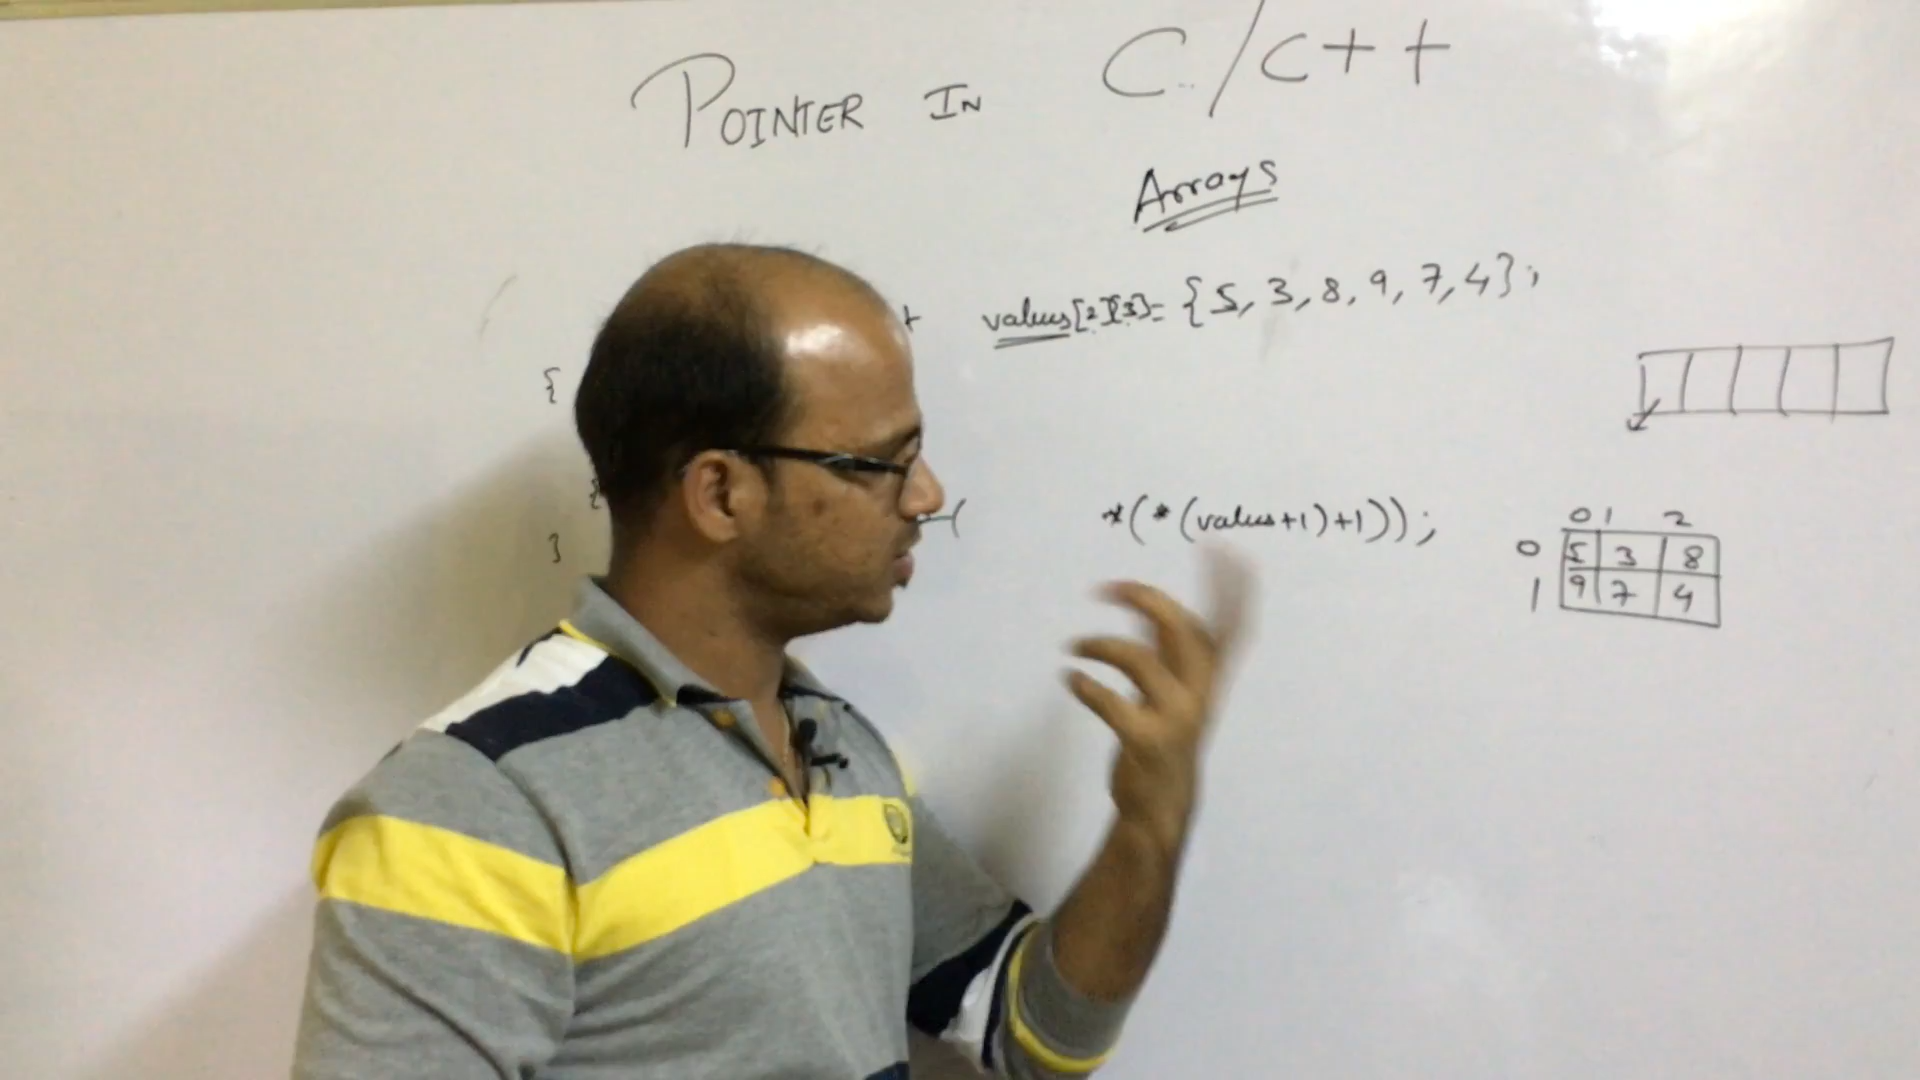 POINTER IN C/C++
Arrays
values[2][3]= {5, 3, 8, 9, 7, 4};
{
*(*(values+1)+1));
}
0 1 2
0 5 3 8
1 9 7 4